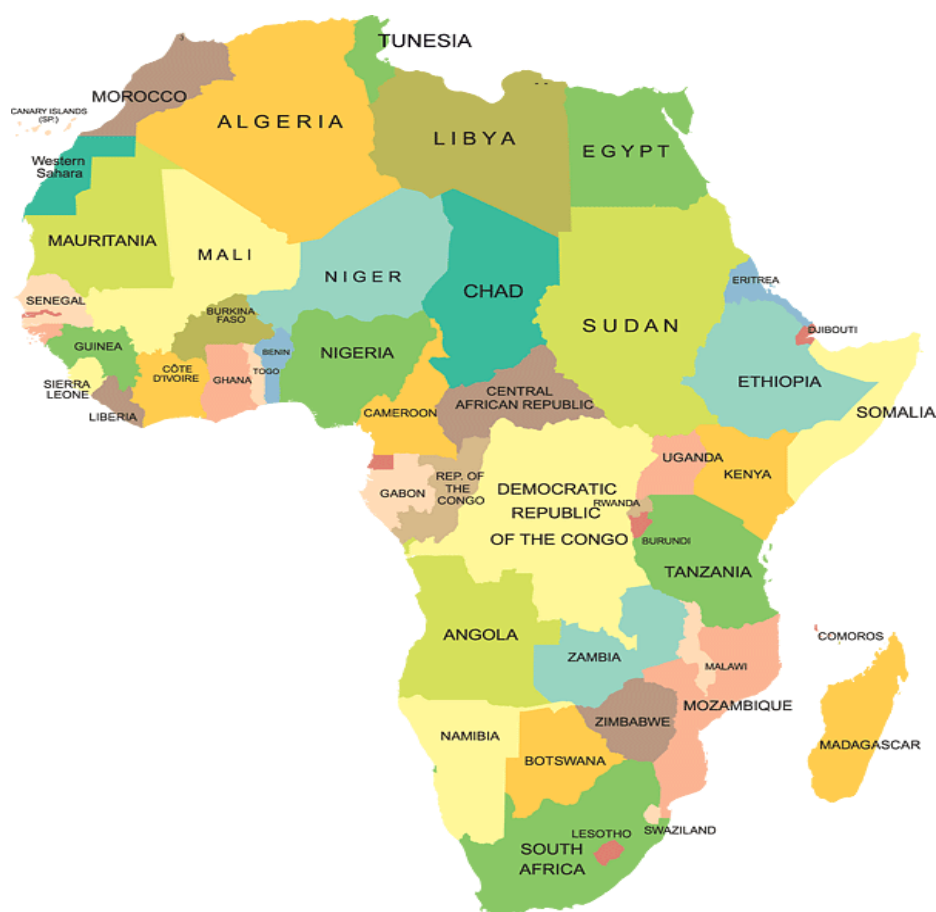 TUNESIA
MOROCCO
CANARY ISLANDS
(SP.)
ALGERIA
LIBYA
EGYPT
Western
Sahara
MAURITANIA
MALI
NIGER
CHAD
SUDAN
ERITREA
SENEGAL
BURKINA
FASO
DJIBOUTI
GUINEA
BENIN
NIGERIA
CÔTE
D'IVOIRE
GHANA
TOGO
ETHIOPIA
SIERRA
LEONE
CENTRAL
AFRICAN REPUBLIC
LIBERIA
CAMEROON
SOMALIA
UGANDA
KENYA
REP. OF
THE
CONGO
GABON
DEMOCRATIC
REPUBLIC
OF THE CONGO
RWANDA
BURUNDI
TANZANIA
ANGOLA
COMOROS
ZAMBIA
MALAWI
MOZAMBIQUE
ZIMBABWE
NAMIBIA
MADAGASCAR
BOTSWANA
LESOTHO
SWAZILAND
SOUTH
AFRICA